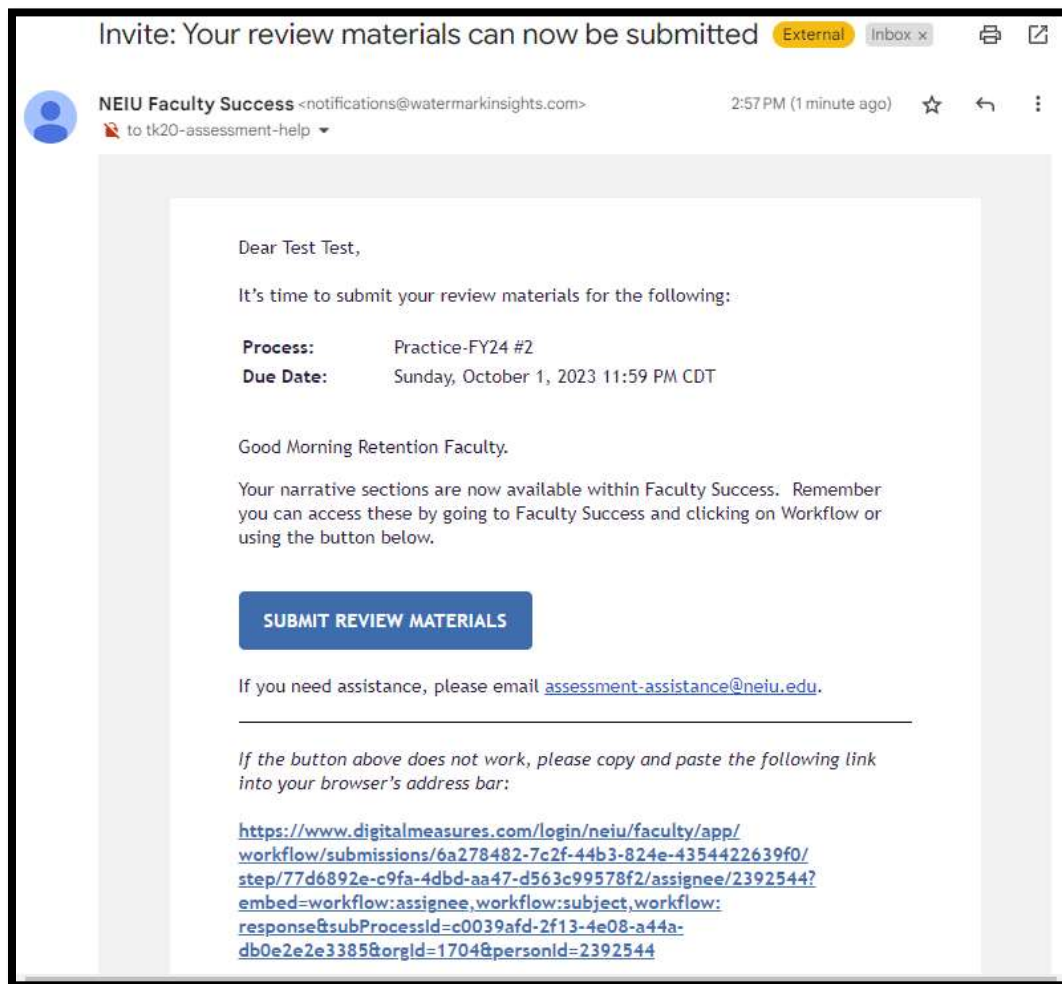 Invite: Your review materials can now be submitted External Inbox x
NEIU Faculty Success <notifications@watermarkinsights.com> 2:57 PM (1 minute ago)
to tk20-assessment-help
Dear Test Test,
It's time to submit your review materials for the following:
Process: Practice-FY24 #2
Due Date: Sunday, October 1, 2023 11:59 PM CDT
Good Morning Retention Faculty.
Your narrative sections are now available within Faculty Success. Remember
you can access these by going to Faculty Success and clicking on Workflow or
using the button below.
SUBMIT REVIEW MATERIALS
If you need assistance, please email assessment-assistance@neiu.edu.
If the button above does not work, please copy and paste the following link
into your browser's address bar:
https://www.digitalmeasures.com/login/neiu/faculty/app/
workflow/submissions/6a278482-7c2f-44b3-824e-4354422639f0/
step/77d6892e-c9fa-4dbd-aa47-d563c99578f2/assignee/2392544?
embed=workflow:assignee,workflow:subject,workflow:
response&subProcessId=c0039afd-2f13-4e08-a44a-
db0e2e2e3385&orgId=1704&personId=2392544